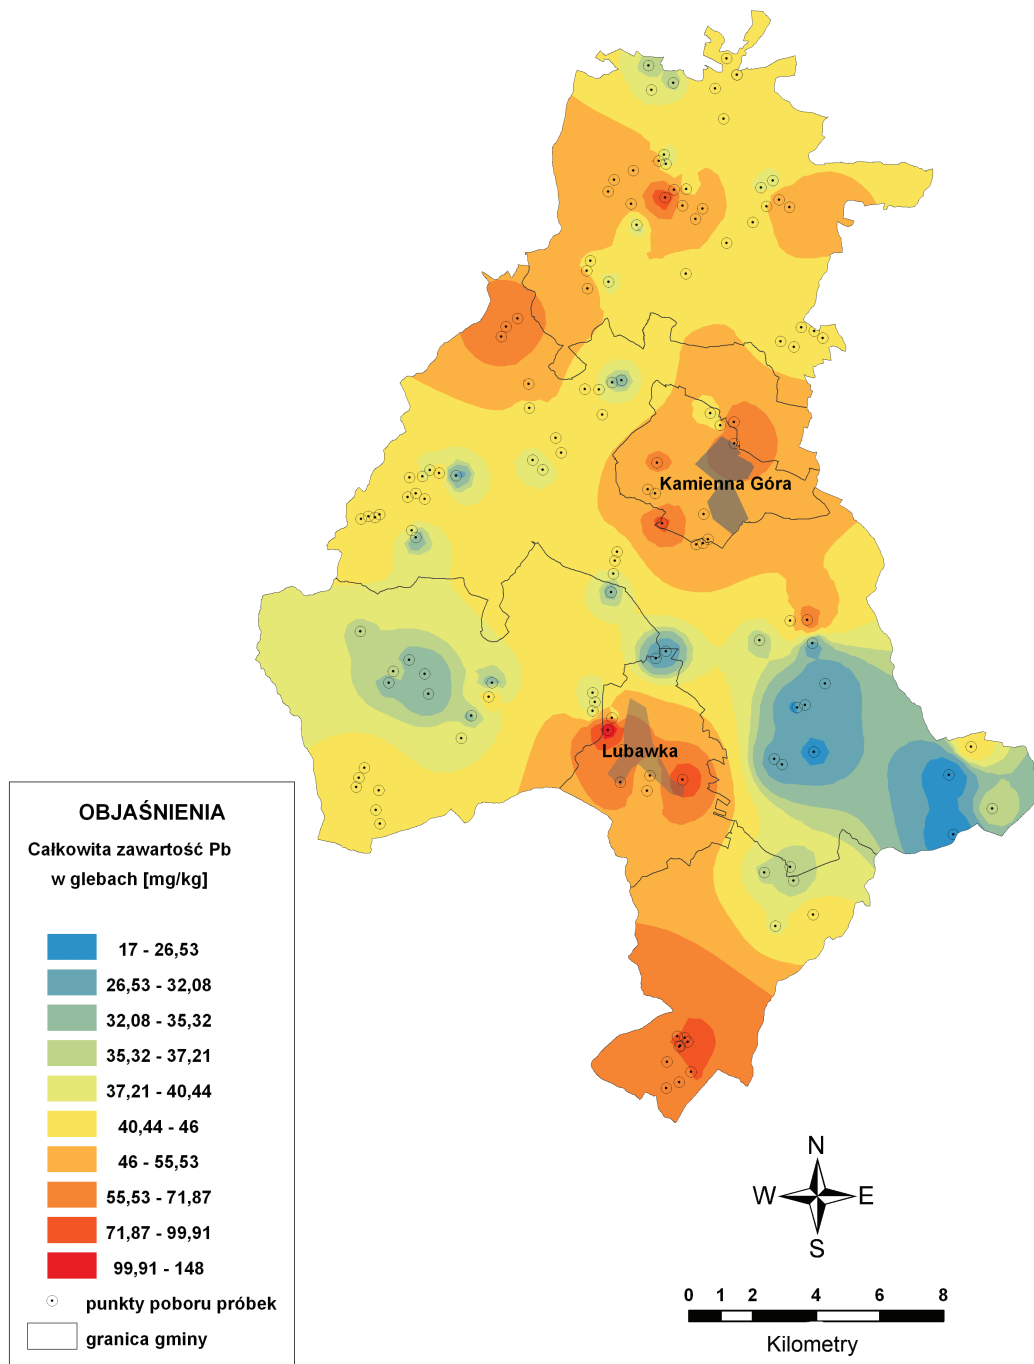 Kamienna Góra
Lubawka
OBJAŚNIENIA
Całkowita zawartość Pb
w glebach [mg/kg]
17 - 26,53
26,53 - 32,08
32,08 - 35,32
35,32 - 37,21
37,21 - 40,44
40,44 - 46
46 - 55,53
55,53 - 71,87
71,87 - 99,91
99,91 - 148
punkty poboru próbek
granica gminy
N
W E
S
0 1 2 4 6 8
Kilometry